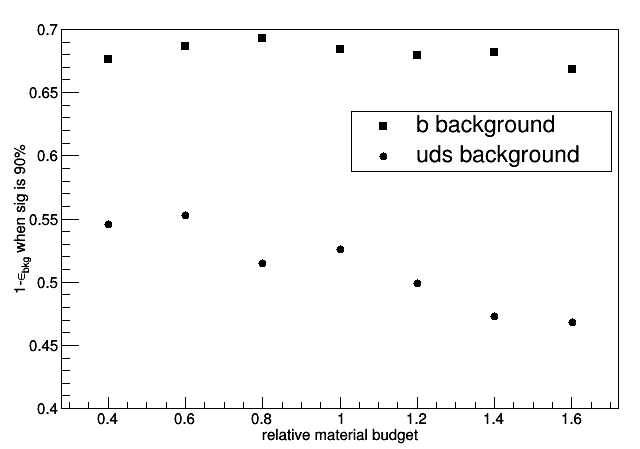 0.7
0.65
0.6
0.55
0.5
0.45
0.4
1-ϵbkg when sig is 90%
b background
uds background
0.4 0.6 0.8 1 1.2 1.4 1.6
relative material budget